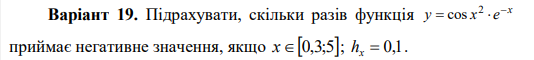 Варіант 19. Підрахувати, скільки разів функція y = cos x² · e⁻ˣ
приймає негативне значення, якщо x ∈ [0,3;5]; hₓ = 0,1.